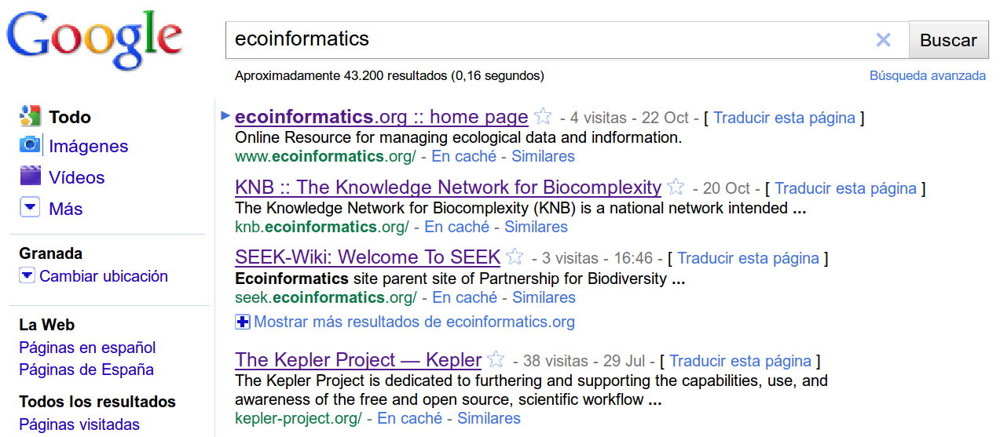 Google
ecoinformatics
Buscar
Aproximadamente 43.200 resultados (0,16 segundos)
Búsqueda avanzada
Todo
Imágenes
Vídeos
Más
Granada
Cambiar ubicación
La Web
Páginas en español
Páginas de España
Todos los resultados
Páginas visitadas
ecoinformatics.org :: home page - 4 visitas - 22 Oct - [ Traducir esta página ]
Online Resource for managing ecological data and indformation.
www.ecoinformatics.org/ - En caché - Similares
KNB :: The Knowledge Network for Biocomplexity - 20 Oct - [ Traducir esta página ]
The Knowledge Network for Biocomplexity (KNB) is a national network intended ...
knb.ecoinformatics.org/ - En caché - Similares
SEEK-Wiki: Welcome To SEEK - 3 visitas - 16:46 - [ Traducir esta página ]
Ecoinformatics site parent site of Partnership for Biodiversity ...
seek.ecoinformatics.org/ - En caché - Similares
Mostrar más resultados de ecoinformatics.org
The Kepler Project — Kepler - 38 visitas - 29 Jul - [ Traducir esta página ]
The Kepler Project is dedicated to furthering and supporting the capabilities, use, and
awareness of the free and open source, scientific workflow ...
kepler-project.org/ - En caché - Similares